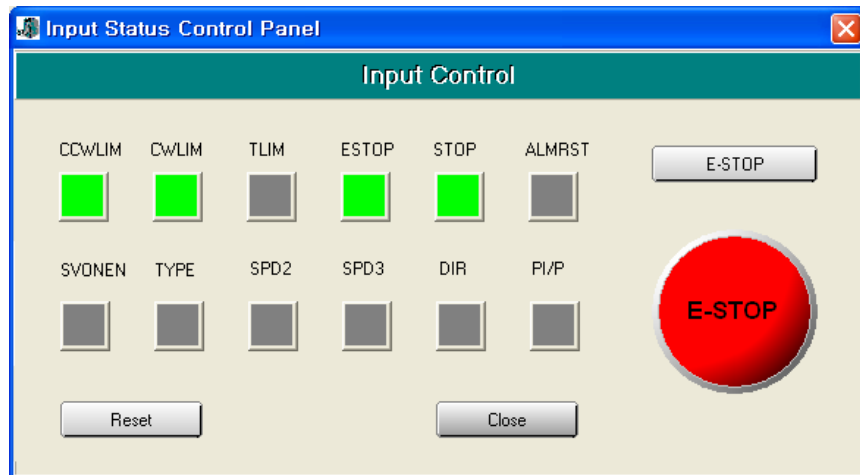 Input Status Control Panel
Input Control
CCWLIM CWLIM TLIM ESTOP STOP ALMRST
E-STOP
SVONEN TYPE SPD2 SPD3 DIR PI/P
E-STOP
Reset Close